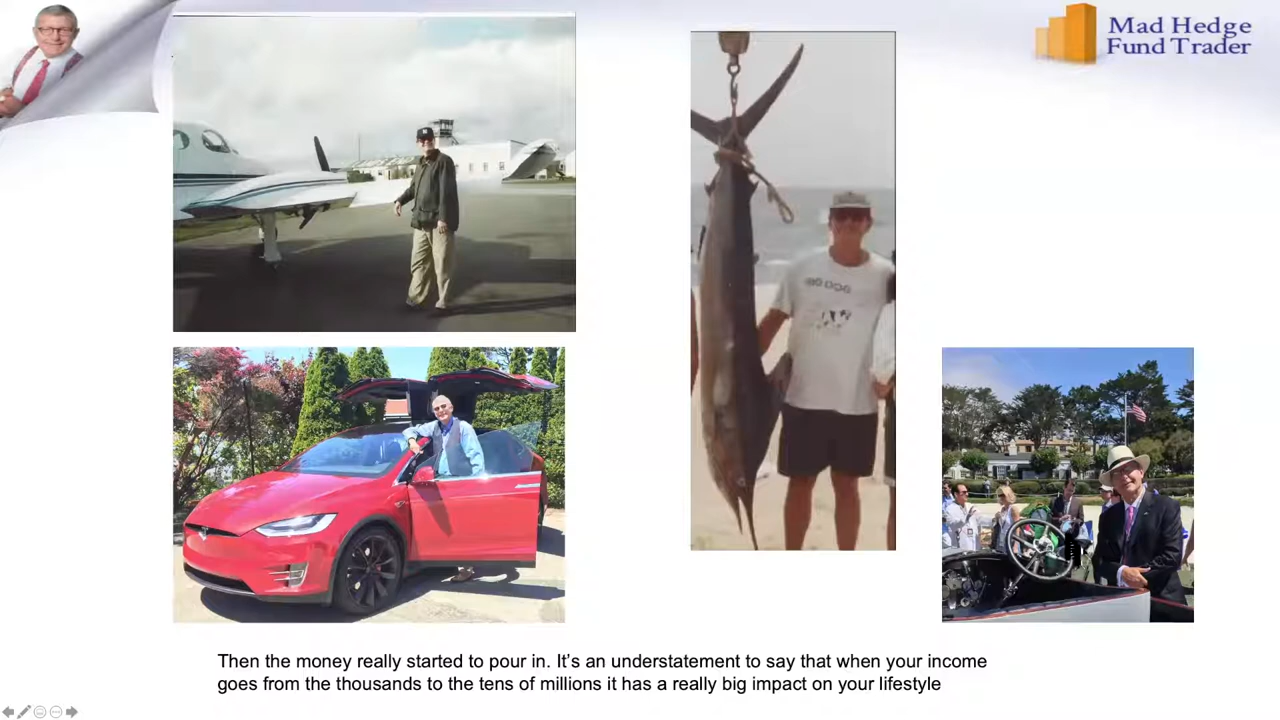 Mad Hedge
Fund Trader
Then the money really started to pour in. It's an understatement to say that when your income
goes from the thousands to the tens of millions it has a really big impact on your lifestyle